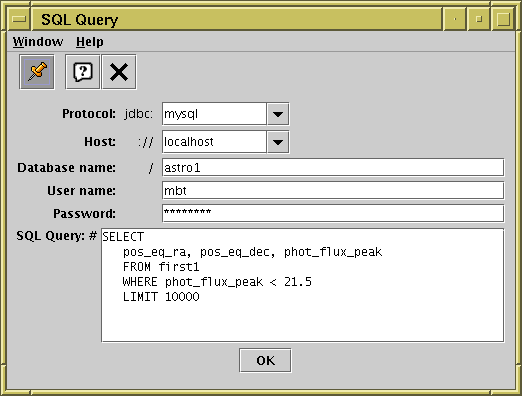 SQL Query
Window Help
Protocol: jdbc: mysql
Host: :// localhost
Database name: / astro1
User name: mbt
Password: ********
SQL Query: # SELECT
pos_eq_ra, pos_eq_dec, phot_flux_peak
FROM first1
WHERE phot_flux_peak < 21.5
LIMIT 10000
OK